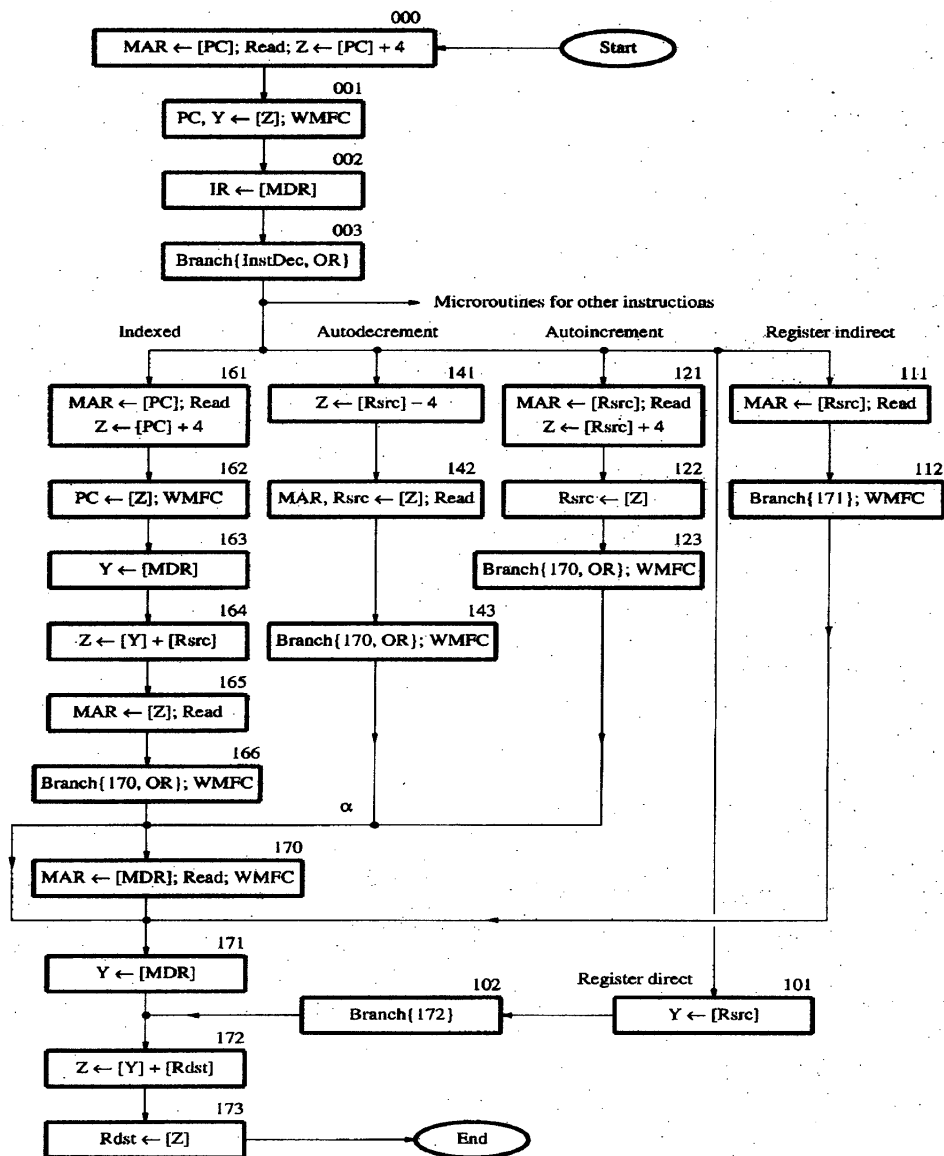 000
MAR ← [PC]; Read; Z ← [PC] + 4
Start
001
PC, Y ← [Z]; WMFC
002
IR ← [MDR]
003
Branch{InstDec, OR}
Microroutines for other instructions
Indexed
Autodecrement
Autoincrement
Register indirect
161
MAR ← [PC]; Read
Z ← [PC] + 4
141
Z ← [Rsrc] − 4
121
MAR ← [Rsrc]; Read
Z ← [Rsrc] + 4
111
MAR ← [Rsrc]; Read
162
PC ← [Z]; WMFC
142
MAR, Rsrc ← [Z]; Read
122
Rsrc ← [Z]
112
Branch{171}; WMFC
163
Y ← [MDR]
123
Branch{170, OR}; WMFC
164
Z ← [Y] + [Rsrc]
143
Branch{170, OR}; WMFC
165
MAR ← [Z]; Read
166
Branch{170, OR}; WMFC
α
170
MAR ← [MDR]; Read; WMFC
171
Y ← [MDR]
Register direct
102
Branch{172}
101
Y ← [Rsrc]
172
Z ← [Y] + [Rdst]
173
Rdst ← [Z]
End